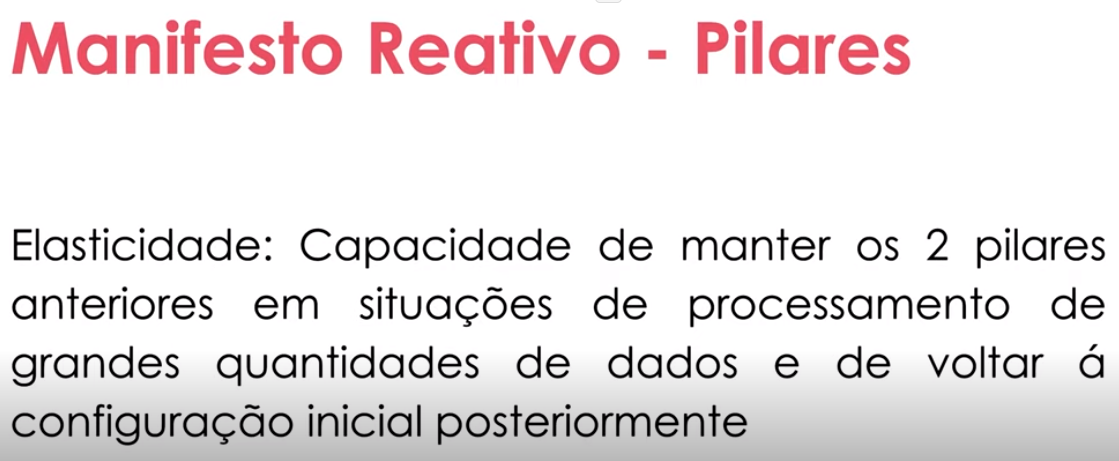 Manifesto Reativo - Pilares
Elasticidade: Capacidade de manter os 2 pilares
anteriores em situações de processamento de
grandes quantidades de dados e de voltar á
configuração inicial posteriormente